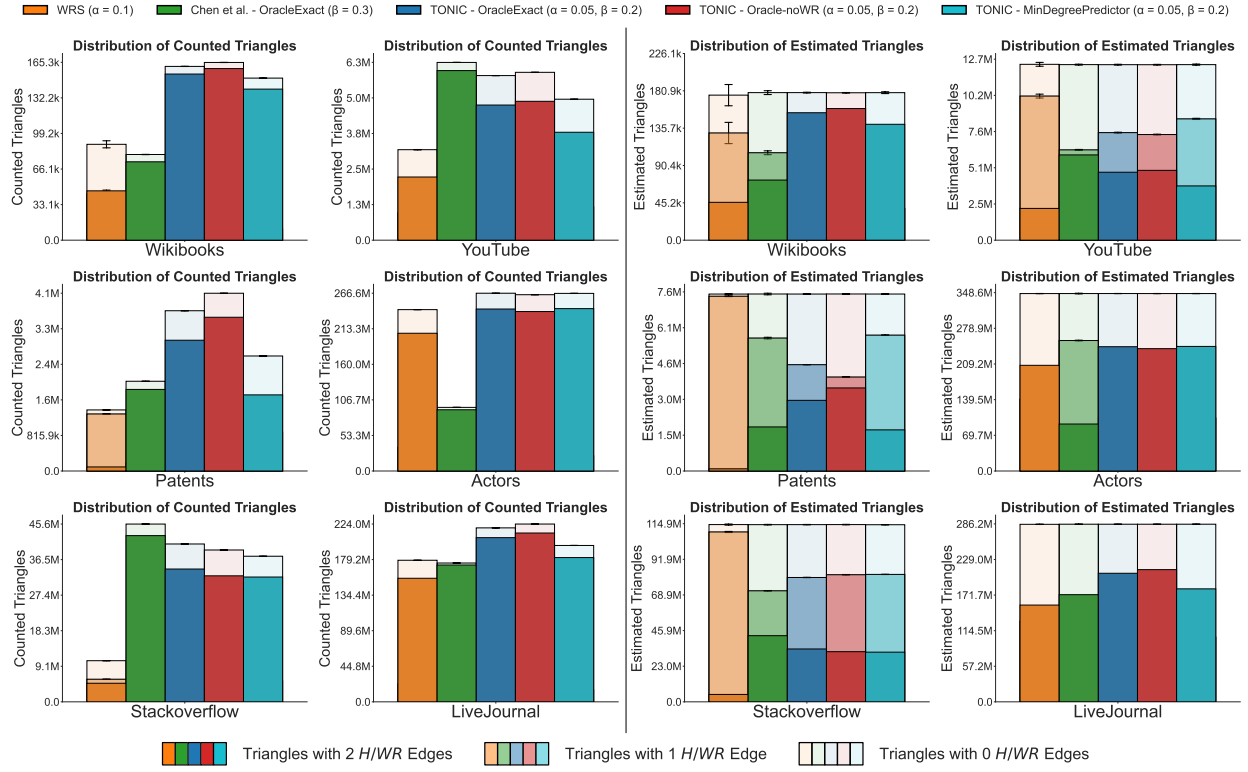 WRS (α = 0.1)
Chen et al. - OracleExact (β = 0.3)
TONIC - OracleExact (α = 0.05, β = 0.2)
TONIC - Oracle-noWR (α = 0.05, β = 0.2)
TONIC - MinDegreePredictor (α = 0.05, β = 0.2)
Distribution of Counted Triangles
Counted Triangles
165.3k
132.2k
99.2k
66.1k
33.1k
0.0
Wikibooks
Distribution of Counted Triangles
Counted Triangles
6.3M
5.0M
3.8M
2.5M
1.3M
0.0
YouTube
Distribution of Estimated Triangles
Estimated Triangles
226.1k
180.9k
135.7k
90.4k
45.2k
0.0
Wikibooks
Distribution of Estimated Triangles
Estimated Triangles
12.7M
10.2M
7.6M
5.1M
2.5M
0.0
YouTube
Distribution of Counted Triangles
Counted Triangles
4.1M
3.3M
2.4M
1.6M
815.9k
0.0
Patents
Distribution of Counted Triangles
Counted Triangles
266.6M
213.3M
160.0M
106.7M
53.3M
0.0
Actors
Distribution of Estimated Triangles
Estimated Triangles
7.6M
6.1M
4.6M
3.0M
1.5M
0.0
Patents
Distribution of Estimated Triangles
Estimated Triangles
348.6M
278.9M
209.2M
139.5M
69.7M
0.0
Actors
Distribution of Counted Triangles
Counted Triangles
45.6M
36.5M
27.4M
18.3M
9.1M
0.0
Stackoverflow
Distribution of Counted Triangles
Counted Triangles
224.0M
179.2M
134.4M
89.6M
44.8M
0.0
LiveJournal
Distribution of Estimated Triangles
Estimated Triangles
114.9M
91.9M
68.9M
45.9M
23.0M
0.0
Stackoverflow
Distribution of Estimated Triangles
Estimated Triangles
286.2M
229.0M
171.7M
114.5M
57.2M
0.0
LiveJournal
Triangles with 2 H/WR Edges
Triangles with 1 H/WR Edge
Triangles with 0 H/WR Edges